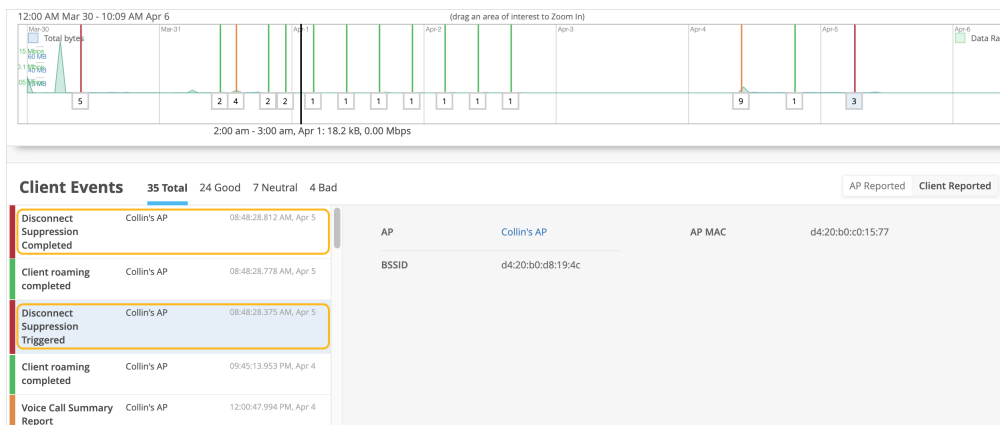 12:00 AM Mar 30 - 10:09 AM Apr 6
(drag an area of interest to Zoom In)
Mar-30 Mar-31 Apr-1 Apr-2 Apr-3 Apr-4 Apr-5 Apr-6
Total bytes Data Ra
60 MB
40 MB
5 2 4 2 2 1 1 1 1 1 1 1 9 1 3
2:00 am - 3:00 am, Apr 1: 18.2 kB, 0.00 Mbps
Client Events 35 Total 24 Good 7 Neutral 4 Bad AP Reported Client Reported
Disconnect Suppression Completed Collin's AP 08:48:28.812 AM, Apr 5
Client roaming completed Collin's AP 08:48:28.778 AM, Apr 5
Disconnect Suppression Triggered Collin's AP 08:48:28.375 AM, Apr 5
Client roaming completed Collin's AP 09:45:13.953 PM, Apr 4
Voice Call Summary Report Collin's AP 12:00:47.994 PM, Apr 4
AP Collin's AP AP MAC d4:20:b0:c0:15:77
BSSID d4:20:b0:d8:19:4c